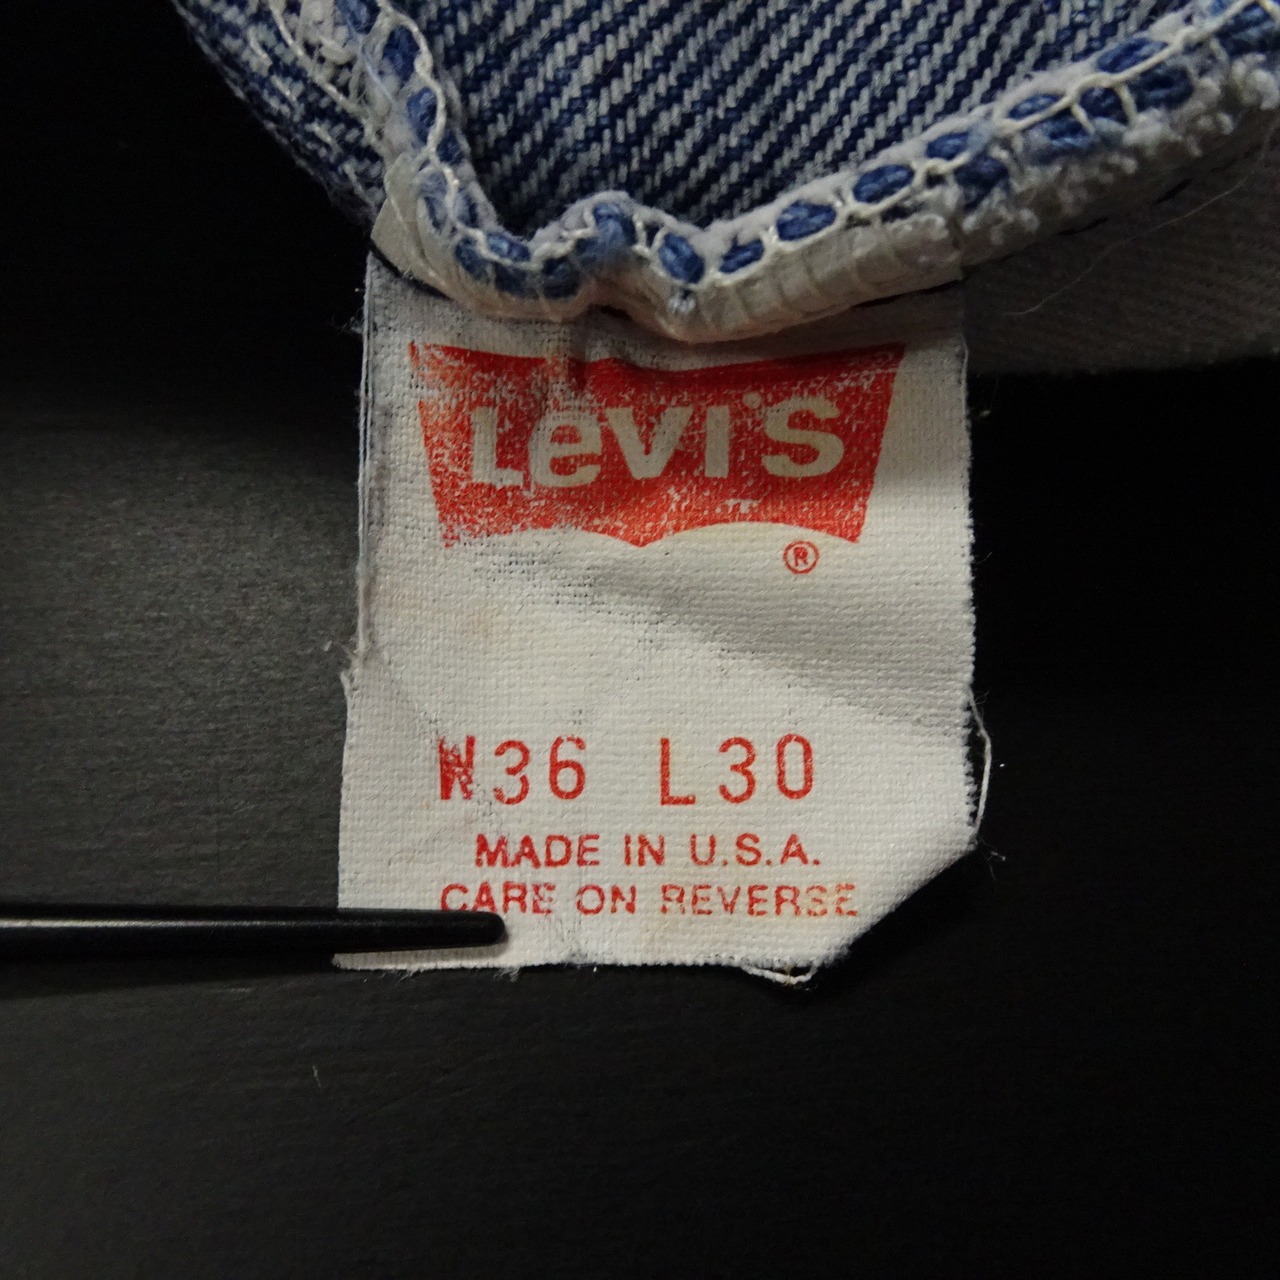 Levi's
®
W36 L30
MADE IN U.S.A.
CARE ON REVERSE